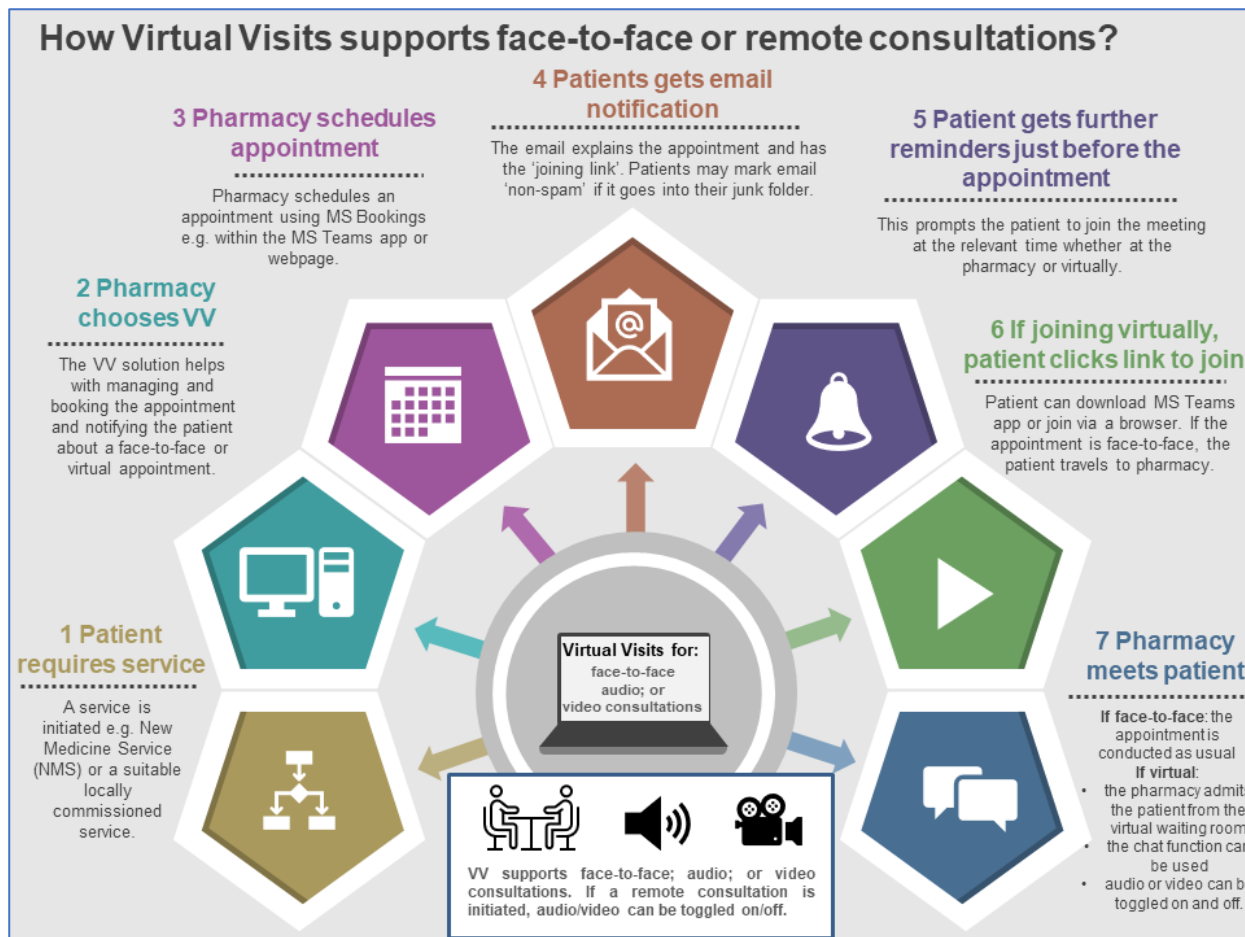 How Virtual Visits supports face-to-face or remote consultations?
1 Patient
requires service
A service is
initiated e.g. New
Medicine Service
(NMS) or a suitable
locally
commissioned
service.
2 Pharmacy
chooses VV
The VV solution helps
with managing and
booking the appointment
and notifying the patient
about a face-to-face or
virtual appointment.
3 Pharmacy schedules
appointment
Pharmacy schedules an
appointment using MS Bookings
e.g. within the MS Teams app or
webpage.
4 Patients gets email
notification
The email explains the appointment and has
the ‘joining link’. Patients may mark email
‘non-spam’ if it goes into their junk folder.
@
5 Patient gets further
reminders just before the
appointment
This prompts the patient to join the meeting
at the relevant time whether at the
pharmacy or virtually.
6 If joining virtually,
patient clicks link to join
Patient can download MS Teams
app or join via a browser. If the
appointment is face-to-face, the
patient travels to pharmacy.
7 Pharmacy
meets patient
If face-to-face: the
appointment is
conducted as usual
If virtual:
• the pharmacy admits
the patient from the
virtual waiting room
• the chat function can
be used
• audio or video can be
toggled on and off.
Virtual Visits for:
face-to-face
audio; or
video consultations
VV supports face-to-face; audio; or video
consultations. If a remote consultation is
initiated, audio/video can be toggled on/off.